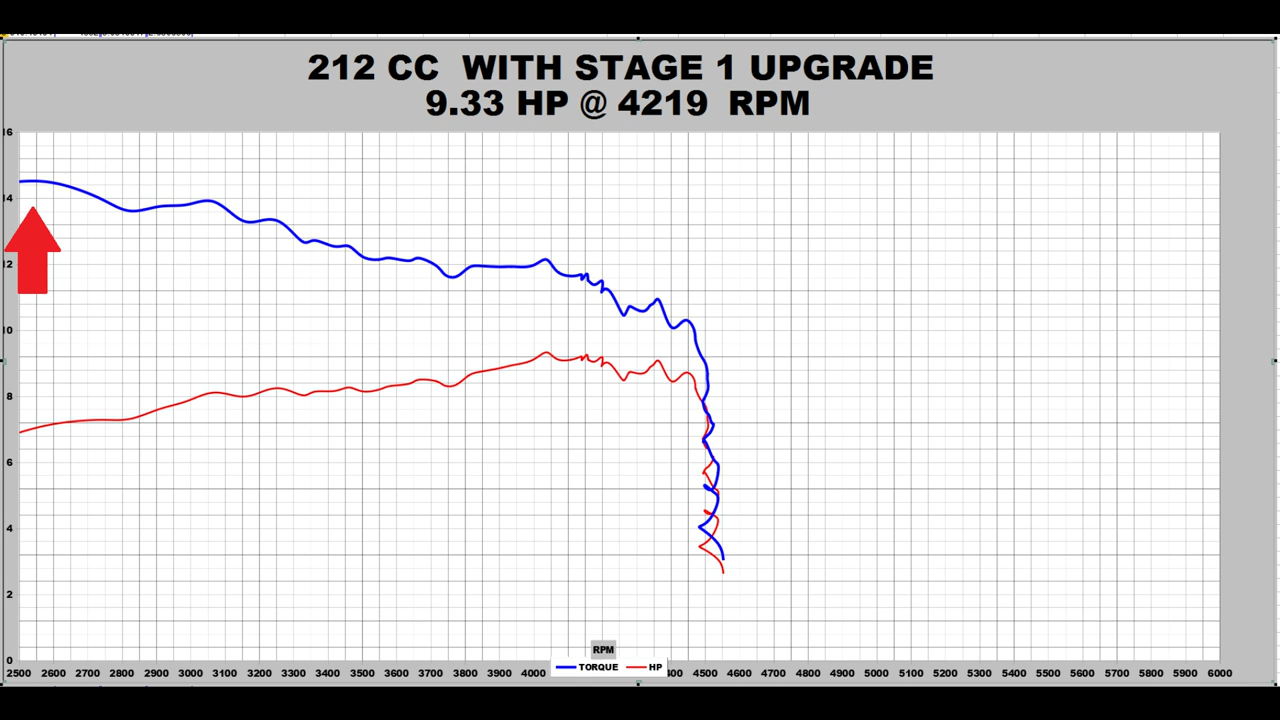 212 CC WITH STAGE 1 UPGRADE
9.33 HP @ 4219 RPM
16
14
12
10
8
6
4
2
0
RPM
TORQUE HP
2500 2600 2700 2800 2900 3000 3100 3200 3300 3400 3500 3600 3700 3800 3900 4000 4500 4600 4700 4800 4900 5000 5100 5200 5300 5400 5500 5600 5700 5800 5900 6000